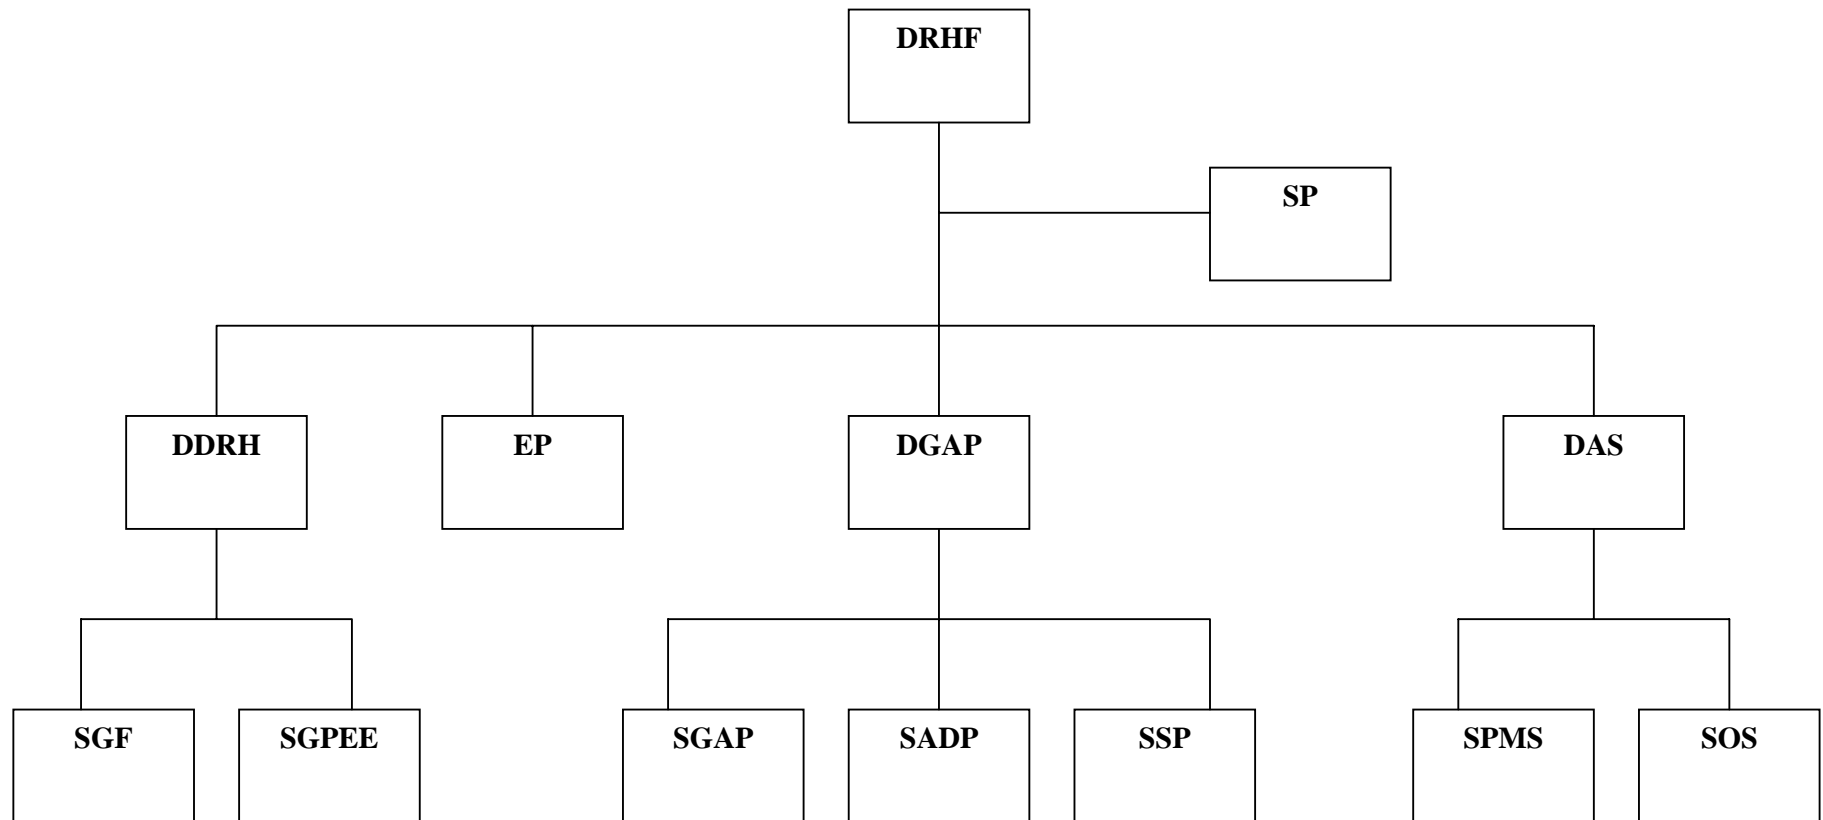 DRHF
SP
DDRH
EP
DGAP
DAS
SGF
SGPEE
SGAP
SADP
SSP
SPMS
SOS